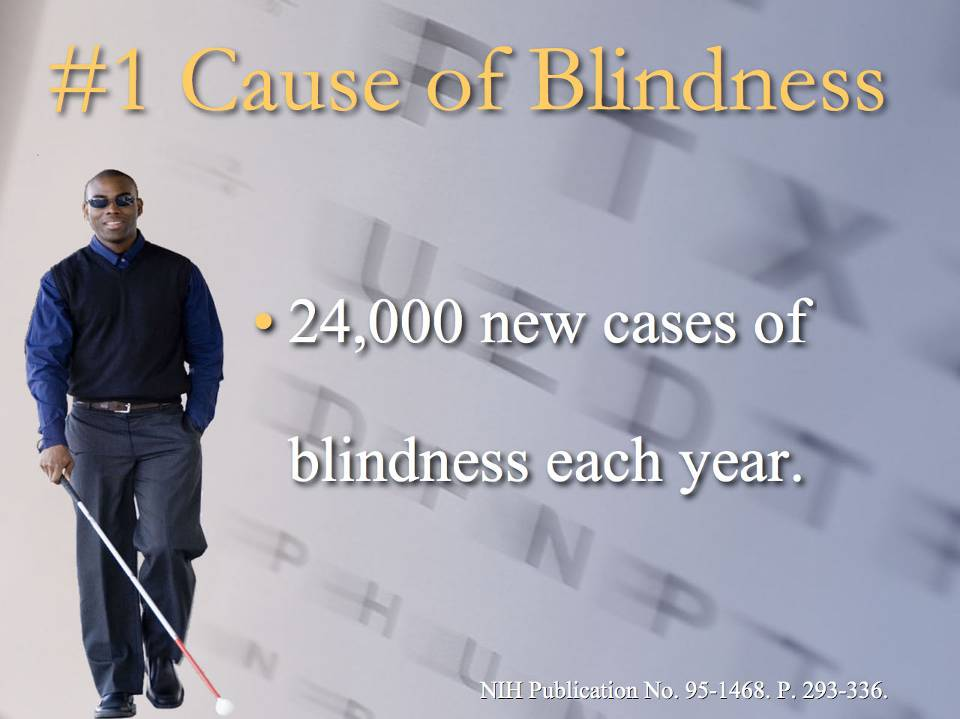 #1 Cause of Blindness
• 24,000 new cases of
blindness each year.
NIH Publication No. 95-1468. P. 293-336.